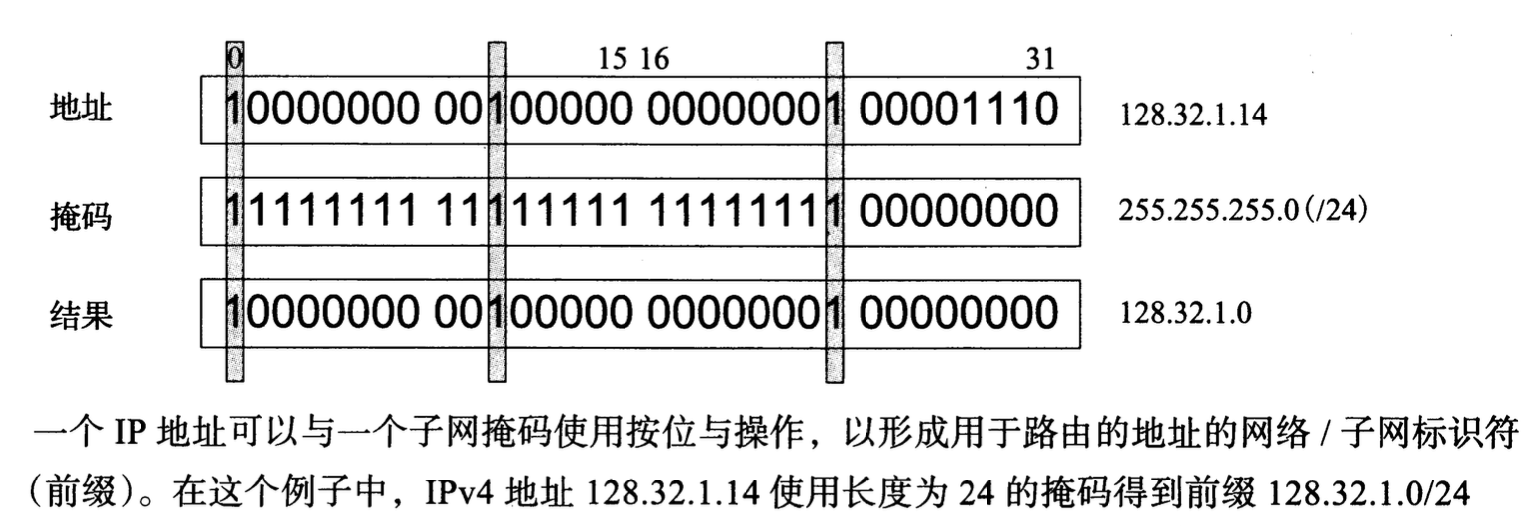 0 15 16 31
地址 10000000 00100000 00000001 00001110 128.32.1.14
掩码 11111111 11111111 11111111 00000000 255.255.255.0(/24)
结果 10000000 00100000 00000001 00000000 128.32.1.0
一个 IP 地址可以与一个子网掩码使用按位与操作，以形成用于路由的地址的网络 / 子网标识符
（前缀）。在这个例子中，IPv4 地址 128.32.1.14 使用长度为 24 的掩码得到前缀 128.32.1.0/24